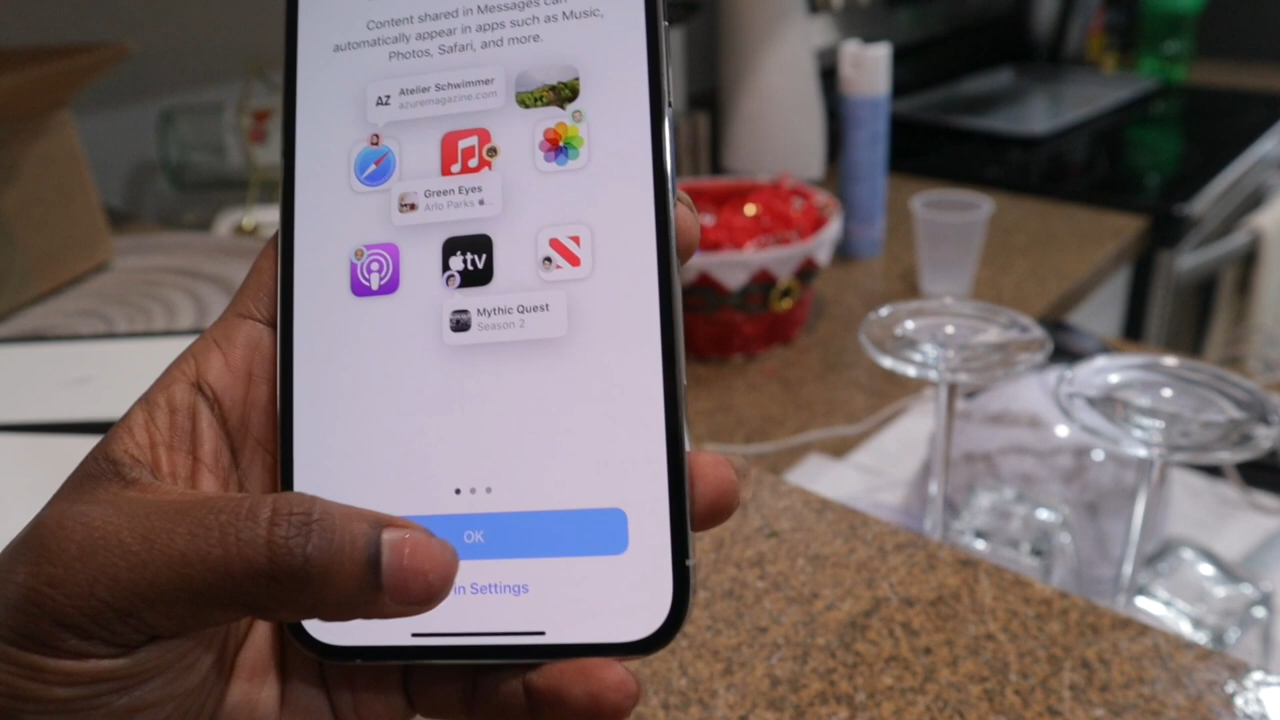 Content shared in Messages can
automatically appear in apps such as Music,
Photos, Safari, and more.
AZ
Atelier Schwimmer
azuremagazine.com
Green Eyes
Arlo Parks ...
tv
Mythic Quest
Season 2
OK
in Settings